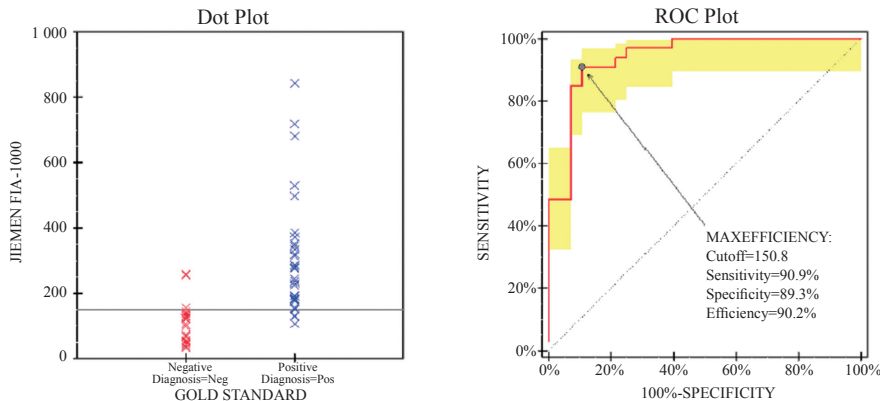 Dot Plot
1 000
800
600
400
200
0
JIEMEN FIA-1000
Negative
Diagnosis=Neg
Positive
Diagnosis=Pos
GOLD STANDARD
ROC Plot
100%
80%
60%
40%
20%
0%
SENSITIVITY
MAXEFFICIENCY:
Cutoff=150.8
Sensitivity=90.9%
Specificity=89.3%
Efficiency=90.2%
0% 20% 40% 60% 80% 100%
100%-SPECIFICITY